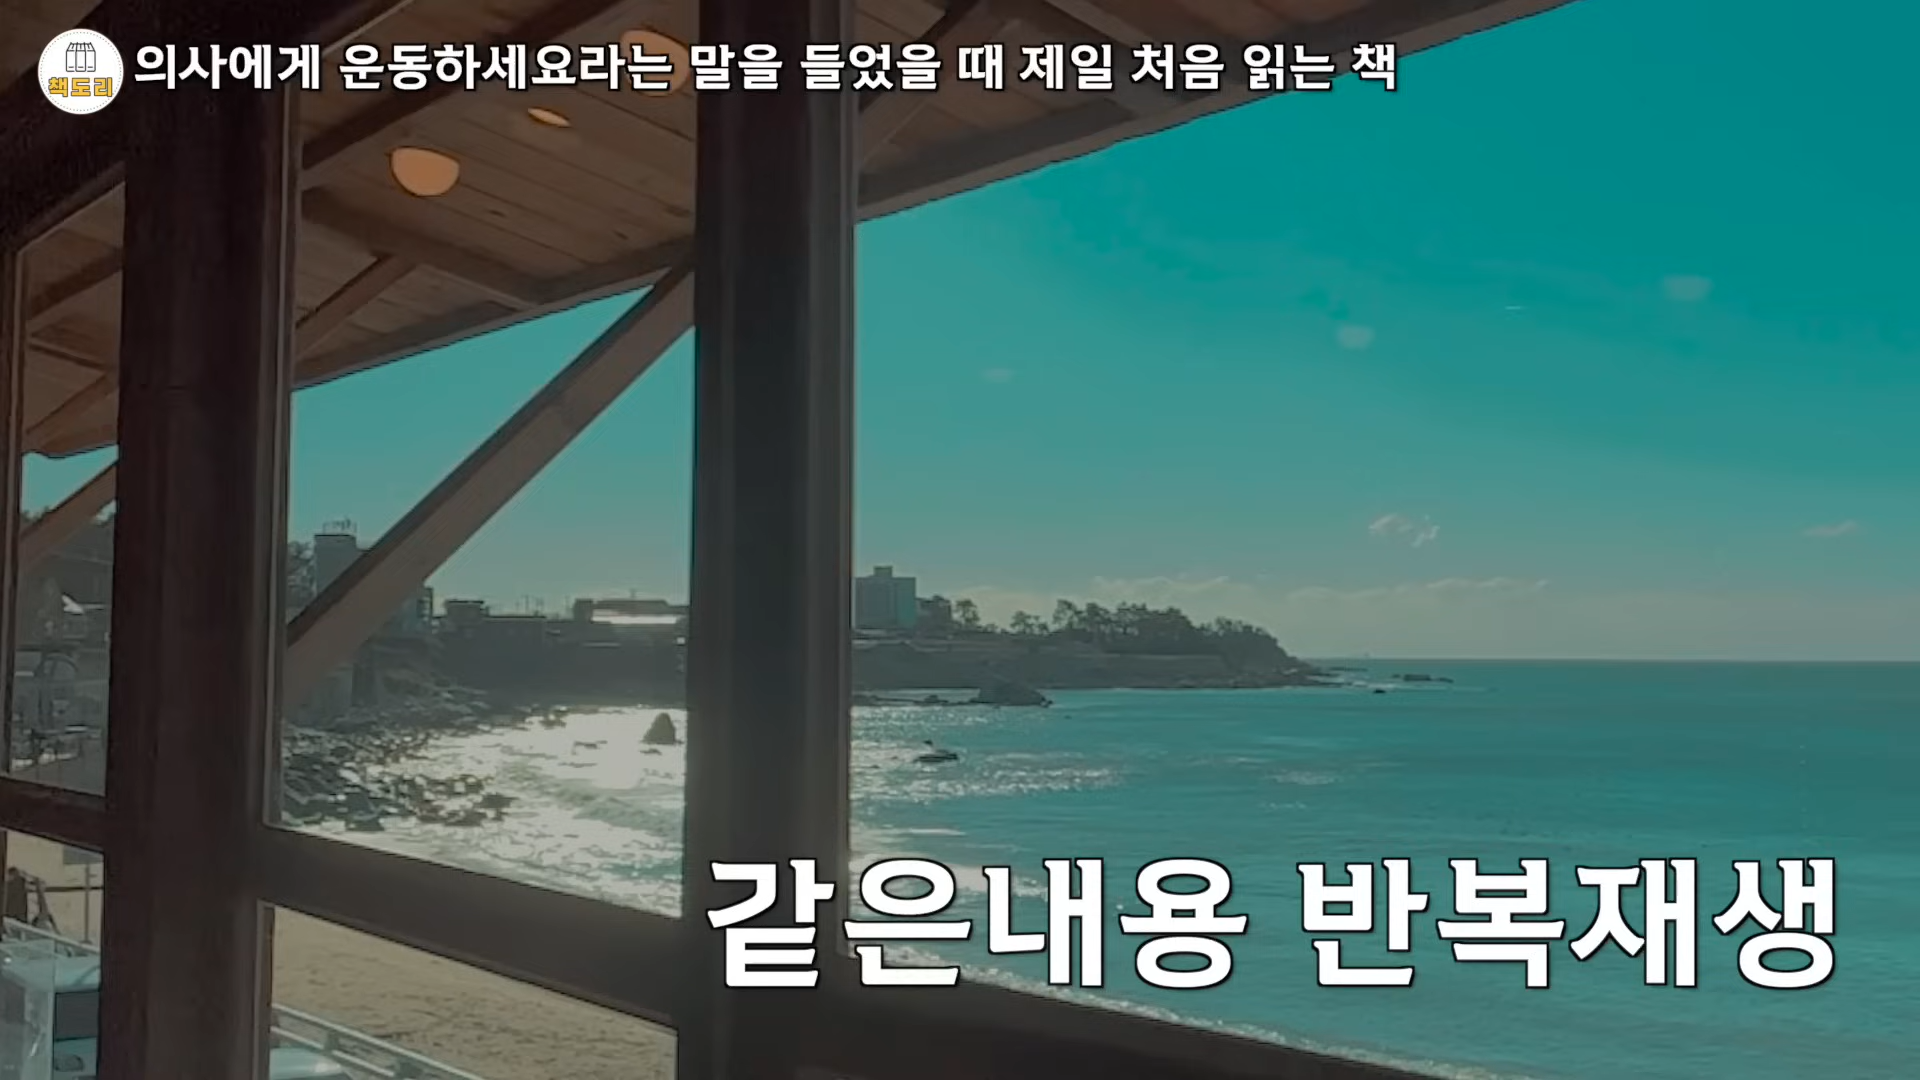 책도리
의사에게 운동하세요라는 말을 들었을 때 제일 처음 읽는 책
같은내용 반복재생